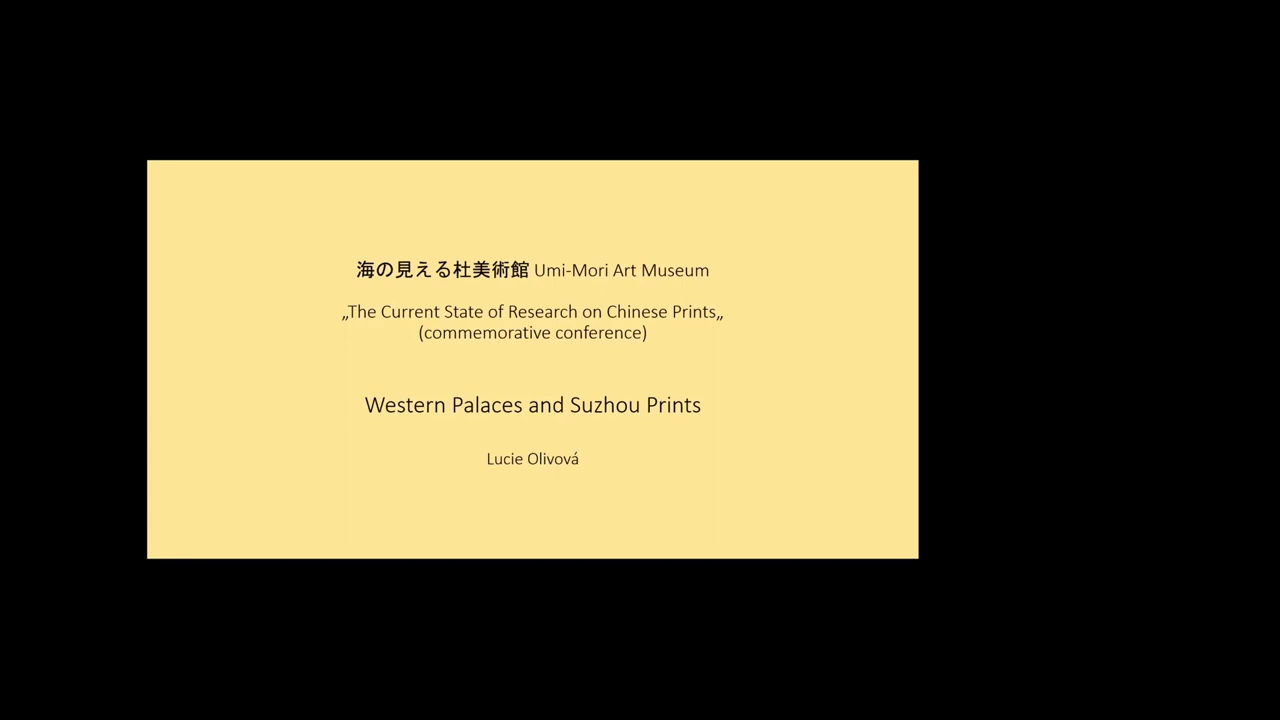 海の見える杜美術館 Umi-Mori Art Museum
„The Current State of Research on Chinese Prints„
(commemorative conference)
Western Palaces and Suzhou Prints
Lucie Olivová